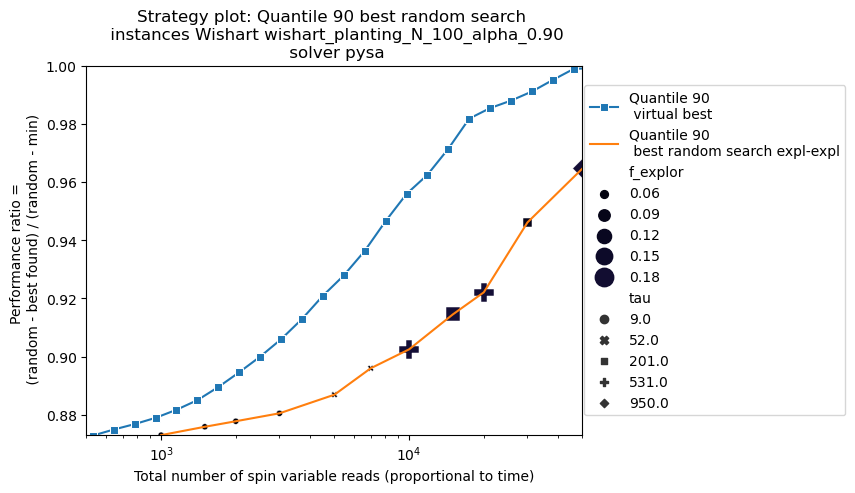 Strategy plot: Quantile 90 best random search
instances Wishart wishart_planting_N_100_alpha_0.90
solver pysa
Performance ratio =
(random - best found) / (random - min)
1.00
0.98
0.96
0.94
0.92
0.90
0.88
10^3
10^4
Total number of spin variable reads (proportional to time)
Quantile 90
virtual best
Quantile 90
best random search expl-expl
f_explor
0.06
0.09
0.12
0.15
0.18
tau
9.0
52.0
201.0
531.0
950.0